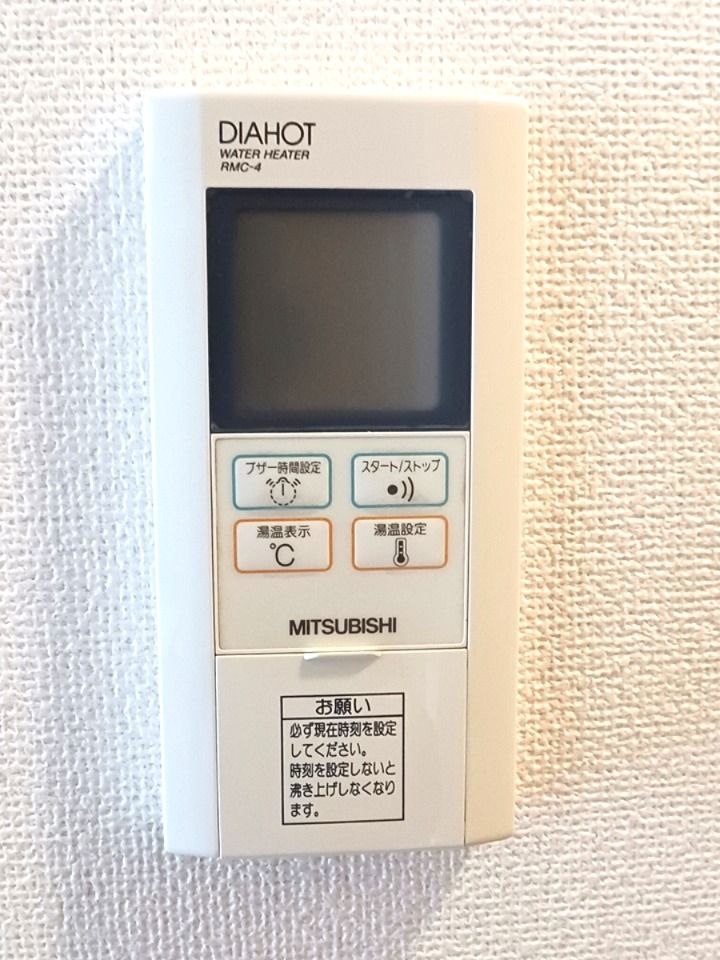 DIAHOT
WATER HEATER
RMC-4
ブザー時間設定
スタート/ストップ
湯温表示
℃
湯温設定
MITSUBISHI
お願い
必ず現在時刻を設定
してください。
時刻を設定しないと
沸き上げしなくなり
ます。